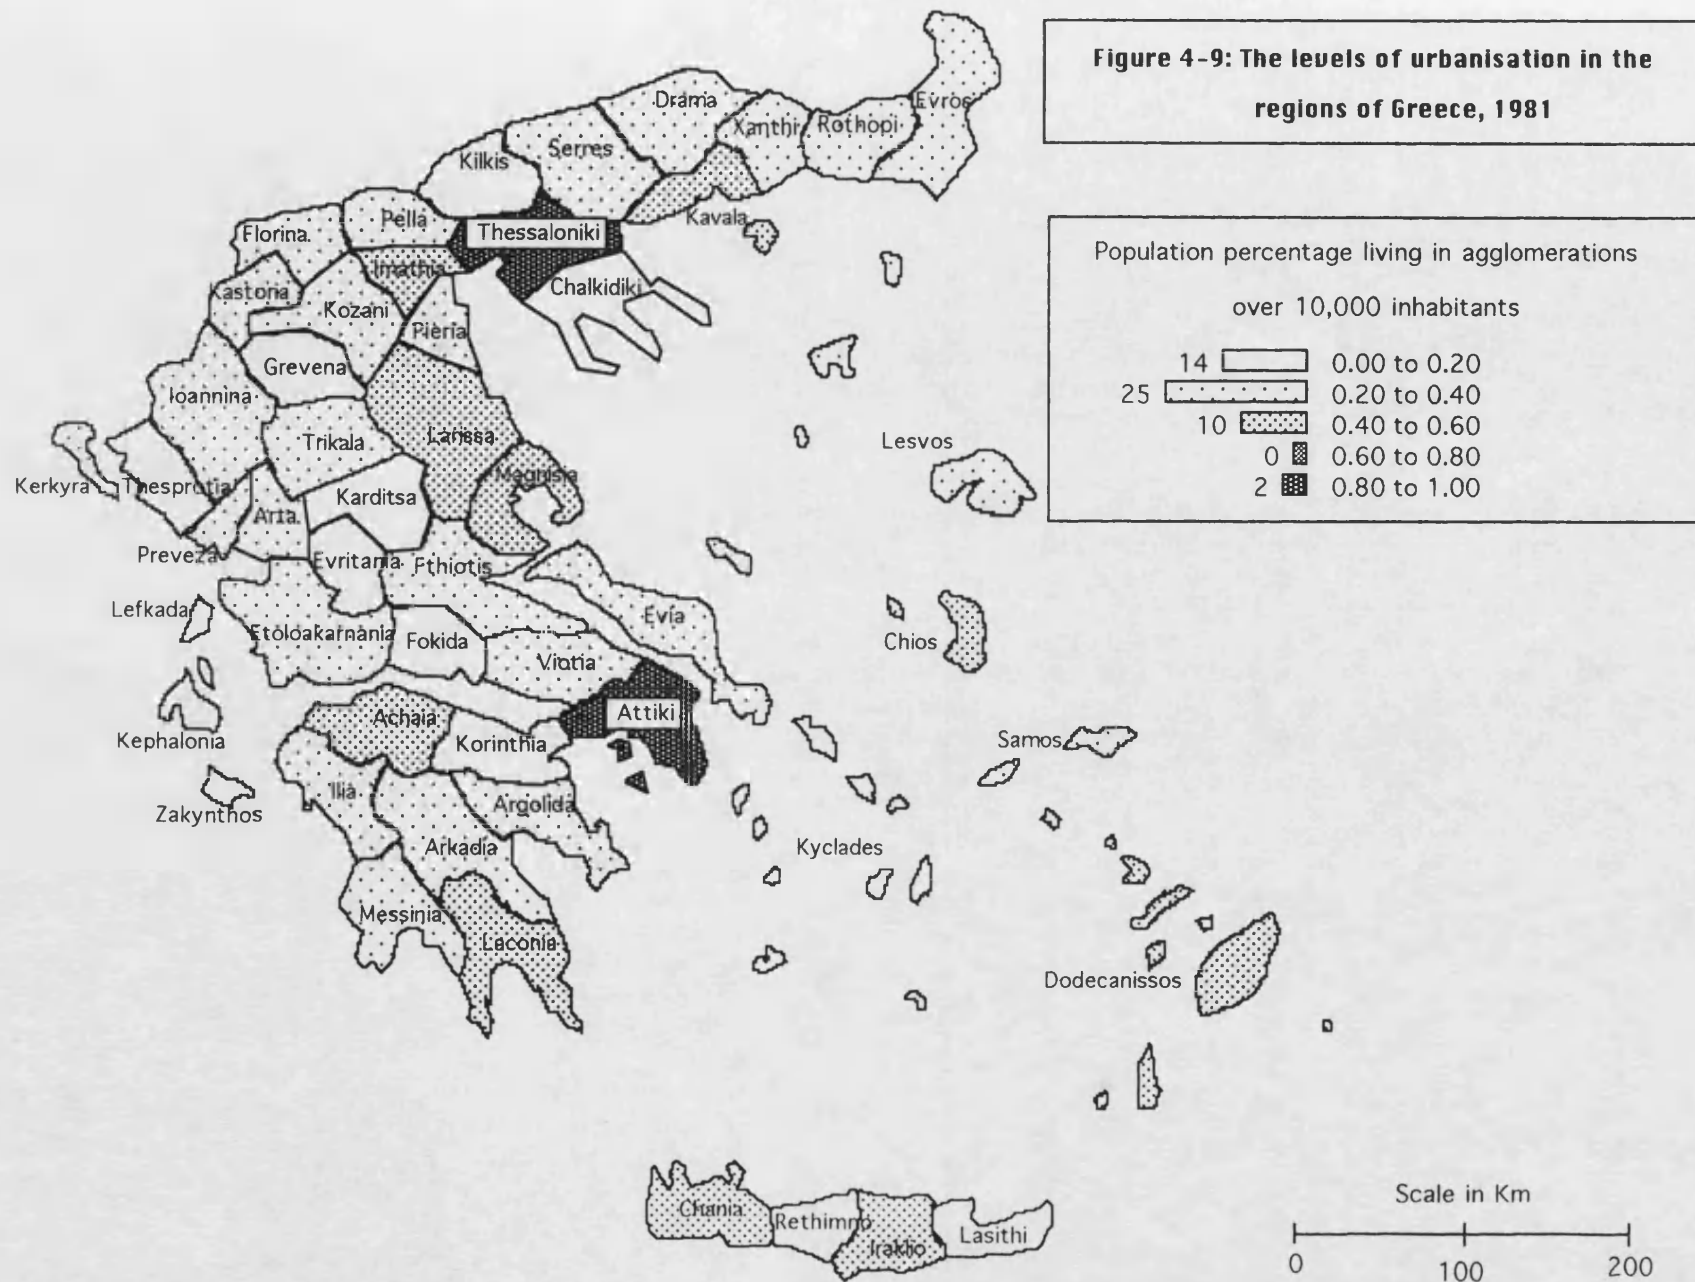 Figure 4-9: The levels of urbanisation in the
regions of Greece, 1981
Population percentage living in agglomerations
over 10,000 inhabitants
14 0.00 to 0.20
25 0.20 to 0.40
10 0.40 to 0.60
0 0.60 to 0.80
2 0.80 to 1.00
Drama
Evros
Xanthi
Rothopi
Serres
Kilkis
Kavala
Pella
Florina
Thessaloniki
Imathia
Chalkidiki
Kastoria
Kozani
Pieria
Grevena
Ioannina
Larissa
Trikala
Lesvos
Magnisia
Kerkyra
Thesprotia
Karditsa
Arta
Preveza
Evritania
Fthiotis
Lefkada
Evia
Etoloakarnania
Fokida
Chios
Viotia
Attiki
Achaia
Kephalonia
Korinthia
Samos
Ilia
Argolida
Zakynthos
Arkadia
Kyclades
Messinia
Laconia
Dodecanissos
Chania
Rethimno
Iraklio
Lasithi
Scale in Km
0 100 200